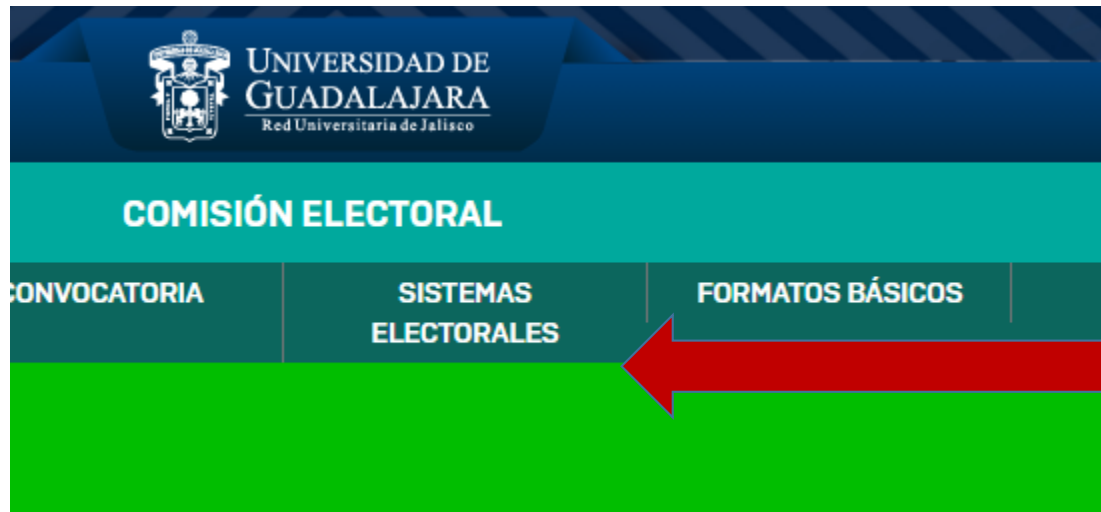 UNIVERSIDAD DE
GUADALAJARA
Red Universitaria de Jalisco
COMISIÓN ELECTORAL
CONVOCATORIA
SISTEMAS
ELECTORALES
FORMATOS BÁSICOS